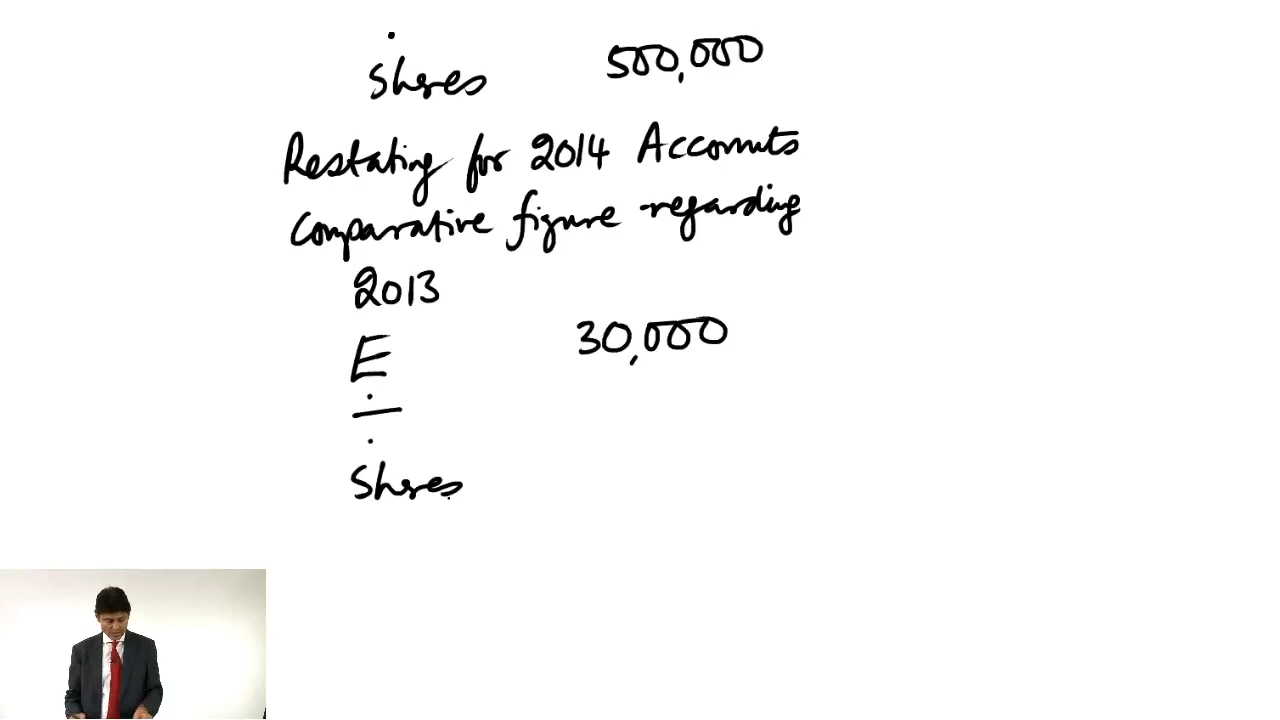 Shares 500,000
Restating for 2014 Accounts
comparative figure regarding
2013
E 30,000
÷
Shares